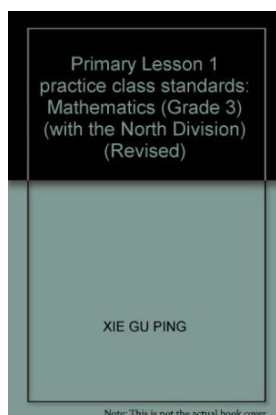 Primary Lesson 1
practice class standards:
Mathematics (Grade 3)
(with the North Division)
(Revised)
XIE GU PING
Note: This is not the actual book cover